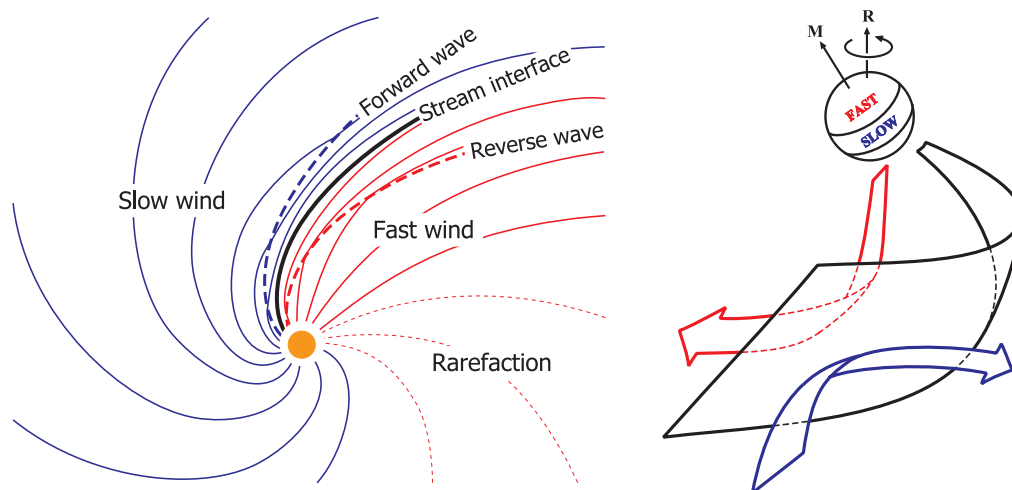 Forward wave
Stream interface
Reverse wave
Slow wind
Fast wind
Rarefaction
R
M
FAST
SLOW